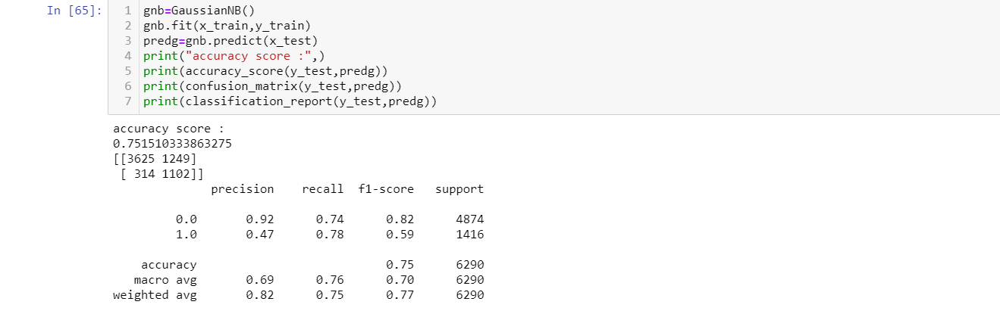 In [65]:
1 gnb=GaussianNB()
2 gnb.fit(x_train,y_train)
3 predg=gnb.predict(x_test)
4 print("accuracy score :",)
5 print(accuracy_score(y_test,predg))
6 print(confusion_matrix(y_test,predg))
7 print(classification_report(y_test,predg))
accuracy score :
0.751510333863275
[[3625 1249]
 [ 314 1102]]
              precision    recall  f1-score   support

         0.0       0.92      0.74      0.82      4874
         1.0       0.47      0.78      0.59      1416

    accuracy                           0.75      6290
   macro avg       0.69      0.76      0.70      6290
weighted avg       0.82      0.75      0.77      6290